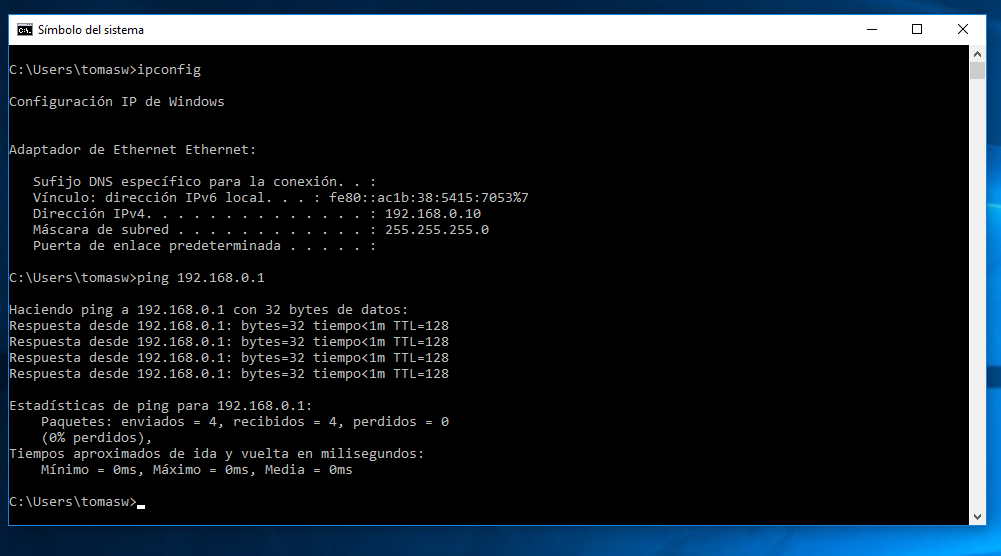 Símbolo del sistema
C:\Users\tomasw>ipconfig
Configuración IP de Windows
Adaptador de Ethernet Ethernet:
Sufijo DNS específico para la conexión. . :
Vínculo: dirección IPv6 local. . . : fe80::ac1b:38:5415:7053%7
Dirección IPv4. . . . . . . . . . . . . . : 192.168.0.10
Máscara de subred . . . . . . . . . . . . : 255.255.255.0
Puerta de enlace predeterminada . . . . . :
C:\Users\tomasw>ping 192.168.0.1
Haciendo ping a 192.168.0.1 con 32 bytes de datos:
Respuesta desde 192.168.0.1: bytes=32 tiempo<1m TTL=128
Respuesta desde 192.168.0.1: bytes=32 tiempo<1m TTL=128
Respuesta desde 192.168.0.1: bytes=32 tiempo<1m TTL=128
Respuesta desde 192.168.0.1: bytes=32 tiempo<1m TTL=128
Estadísticas de ping para 192.168.0.1:
Paquetes: enviados = 4, recibidos = 4, perdidos = 0
(0% perdidos),
Tiempos aproximados de ida y vuelta en milisegundos:
Mínimo = 0ms, Máximo = 0ms, Media = 0ms
C:\Users\tomasw>